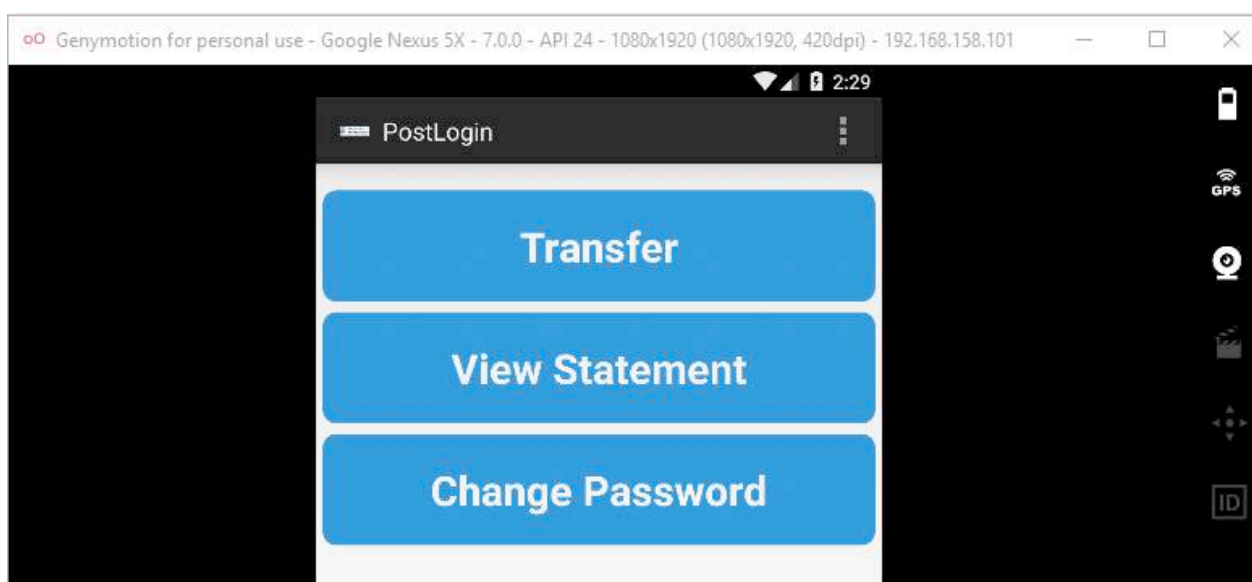 Genymotion for personal use - Google Nexus 5X - 7.0.0 - API 24 - 1080x1920 (1080x1920, 420dpi) - 192.168.158.101
2:29
PostLogin
GPS
Transfer
View Statement
Change Password
ID